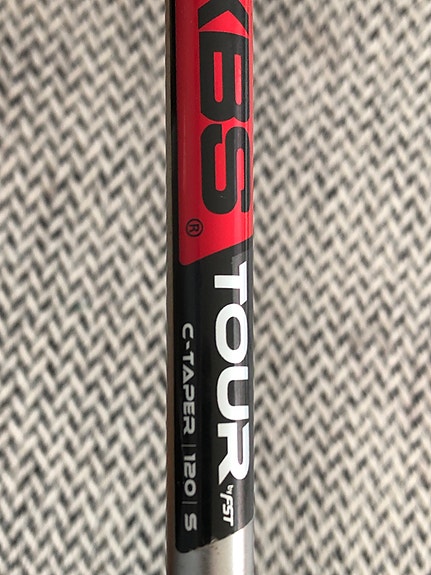 KBS®
TOUR
by FST
C-TAPER | 120 | S